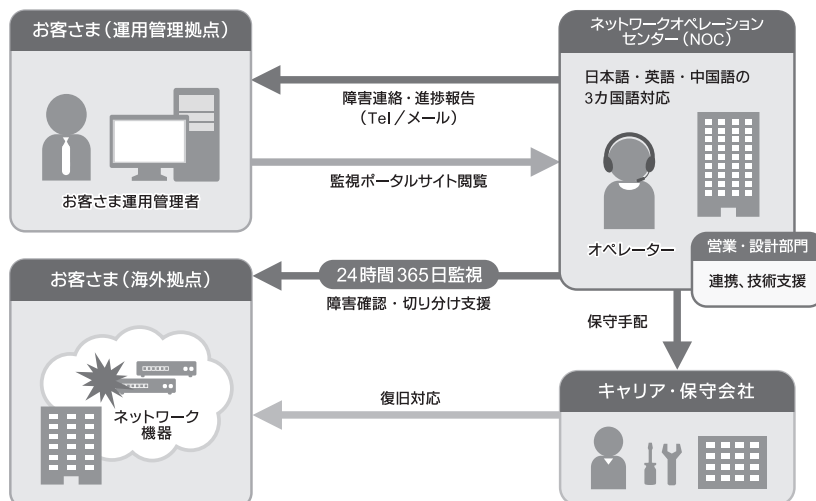 お客さま（運用管理拠点）
お客さま運用管理者
障害連絡・進捗報告
（Tel／メール）
監視ポータルサイト閲覧
ネットワークオペレーション
センター（NOC）
日本語・英語・中国語の
3カ国語対応
オペレーター
営業・設計部門
連携、技術支援
お客さま（海外拠点）
ネットワーク
機器
24時間365日監視
障害確認・切り分け支援
保守手配
復旧対応
キャリア・保守会社